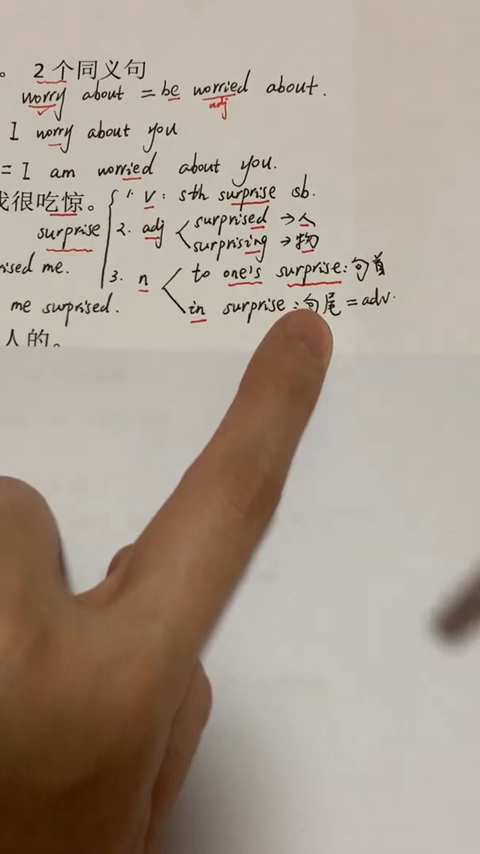 。 2个同义句
worry about = be worried about.
adj
I worry about you
= I am worried about you.
我很吃惊。
surprise
1. v: sth surprise sb.
2. adj
surprised → 人
surprising → 物
rised me.
3. n
to one's surprise: 句首
me surprised.
in surprise: 句尾 = adv.
人的。